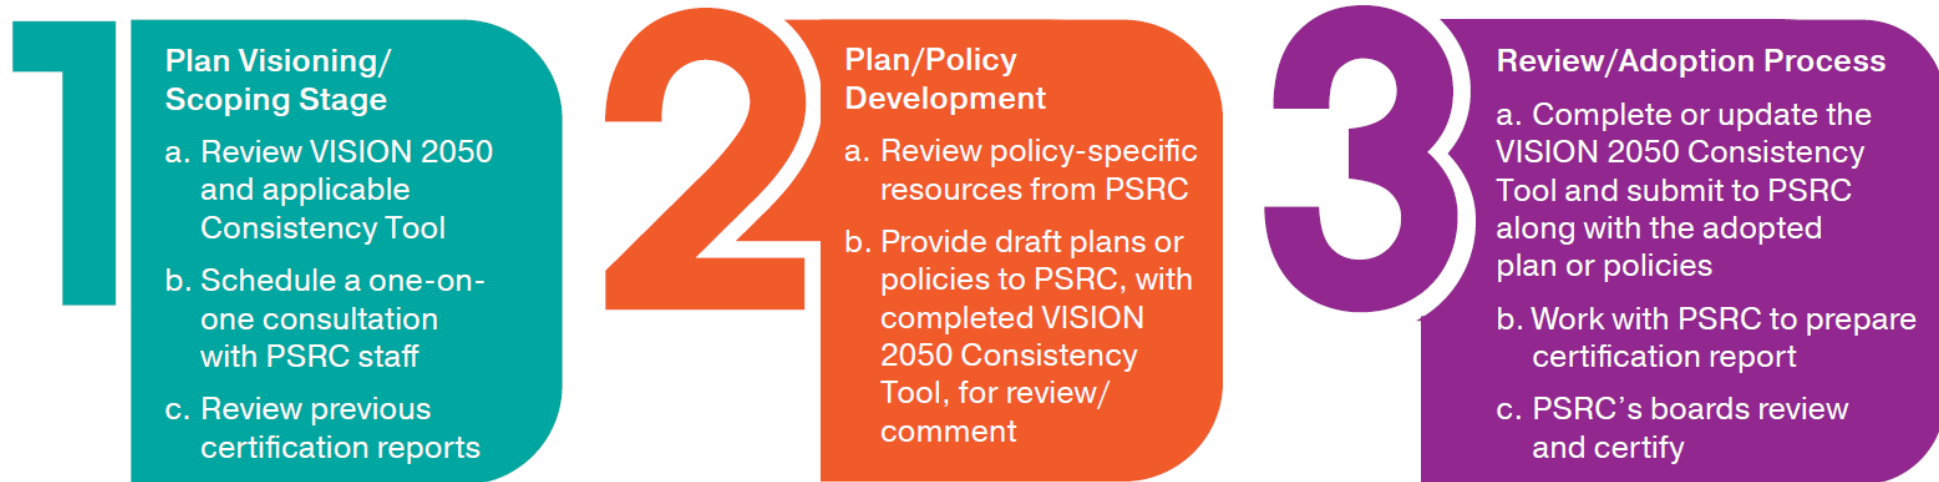 1
Plan Visioning/
Scoping Stage
a. Review VISION 2050
and applicable
Consistency Tool
b. Schedule a one-on-
one consultation
with PSRC staff
c. Review previous
certification reports
2
Plan/Policy
Development
a. Review policy-specific
resources from PSRC
b. Provide draft plans or
policies to PSRC, with
completed VISION
2050 Consistency
Tool, for review/
comment
3
Review/Adoption Process
a. Complete or update the
VISION 2050 Consistency
Tool and submit to PSRC
along with the adopted
plan or policies
b. Work with PSRC to prepare
certification report
c. PSRC’s boards review
and certify